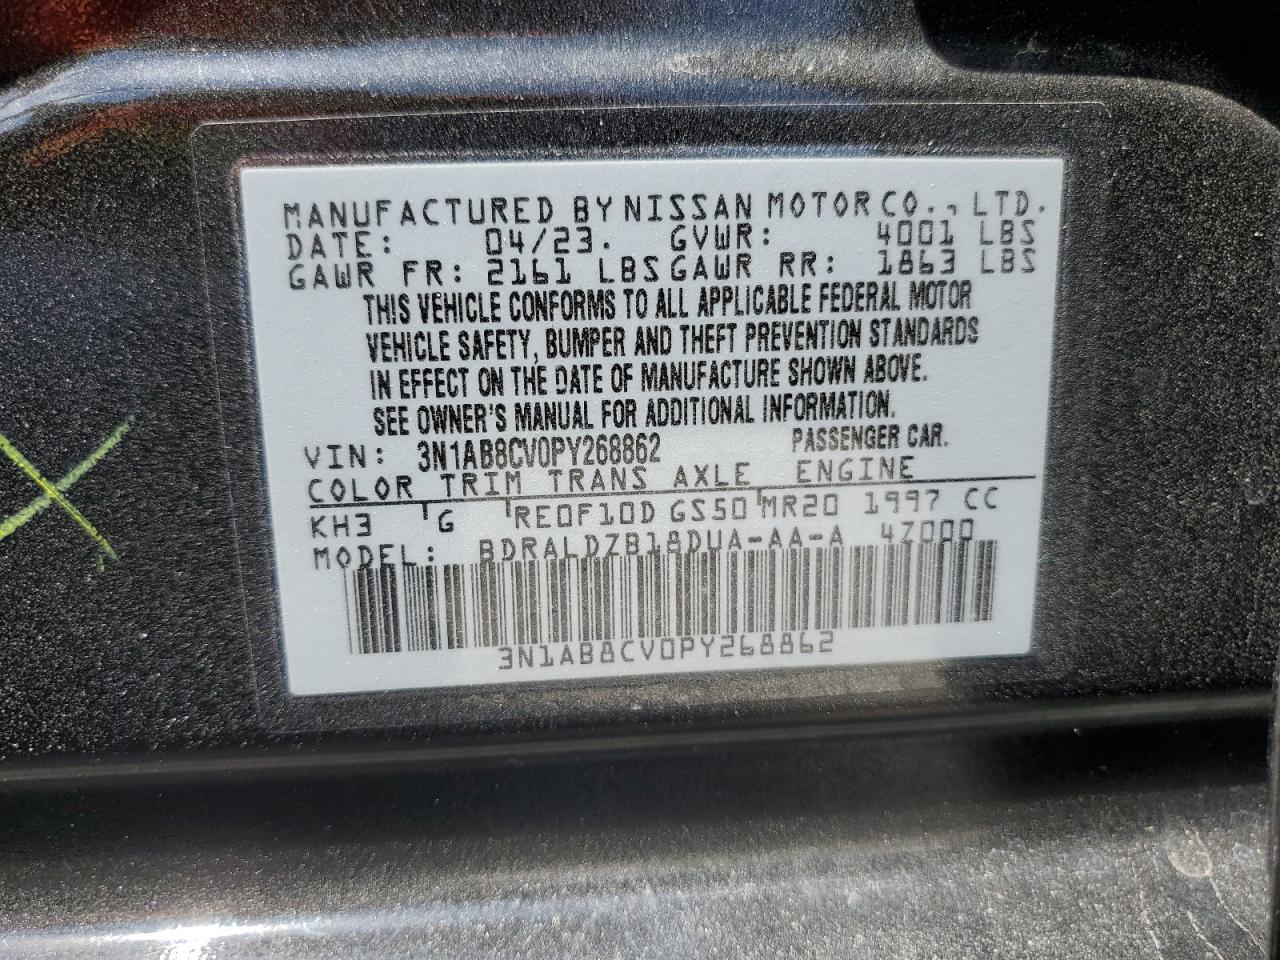 MANUFACTURED BY NISSAN MOTOR CO., LTD.
DATE: 04/23. GVWR: 4001 LBS
GAWR FR: 2161 LBS GAWR RR: 1863 LBS
THIS VEHICLE CONFORMS TO ALL APPLICABLE FEDERAL MOTOR
VEHICLE SAFETY, BUMPER AND THEFT PREVENTION STANDARDS
IN EFFECT ON THE DATE OF MANUFACTURE SHOWN ABOVE.
SEE OWNER'S MANUAL FOR ADDITIONAL INFORMATION.
VIN: 3N1AB8CV0PY268862 PASSENGER CAR.
COLOR TRIM TRANS AXLE ENGINE
KH3 G RE0F10D GS50 MR20 1997 CC
MODEL: BDRALDZB18DUA-AA-A 4Z000
3N1AB8CV0PY268862